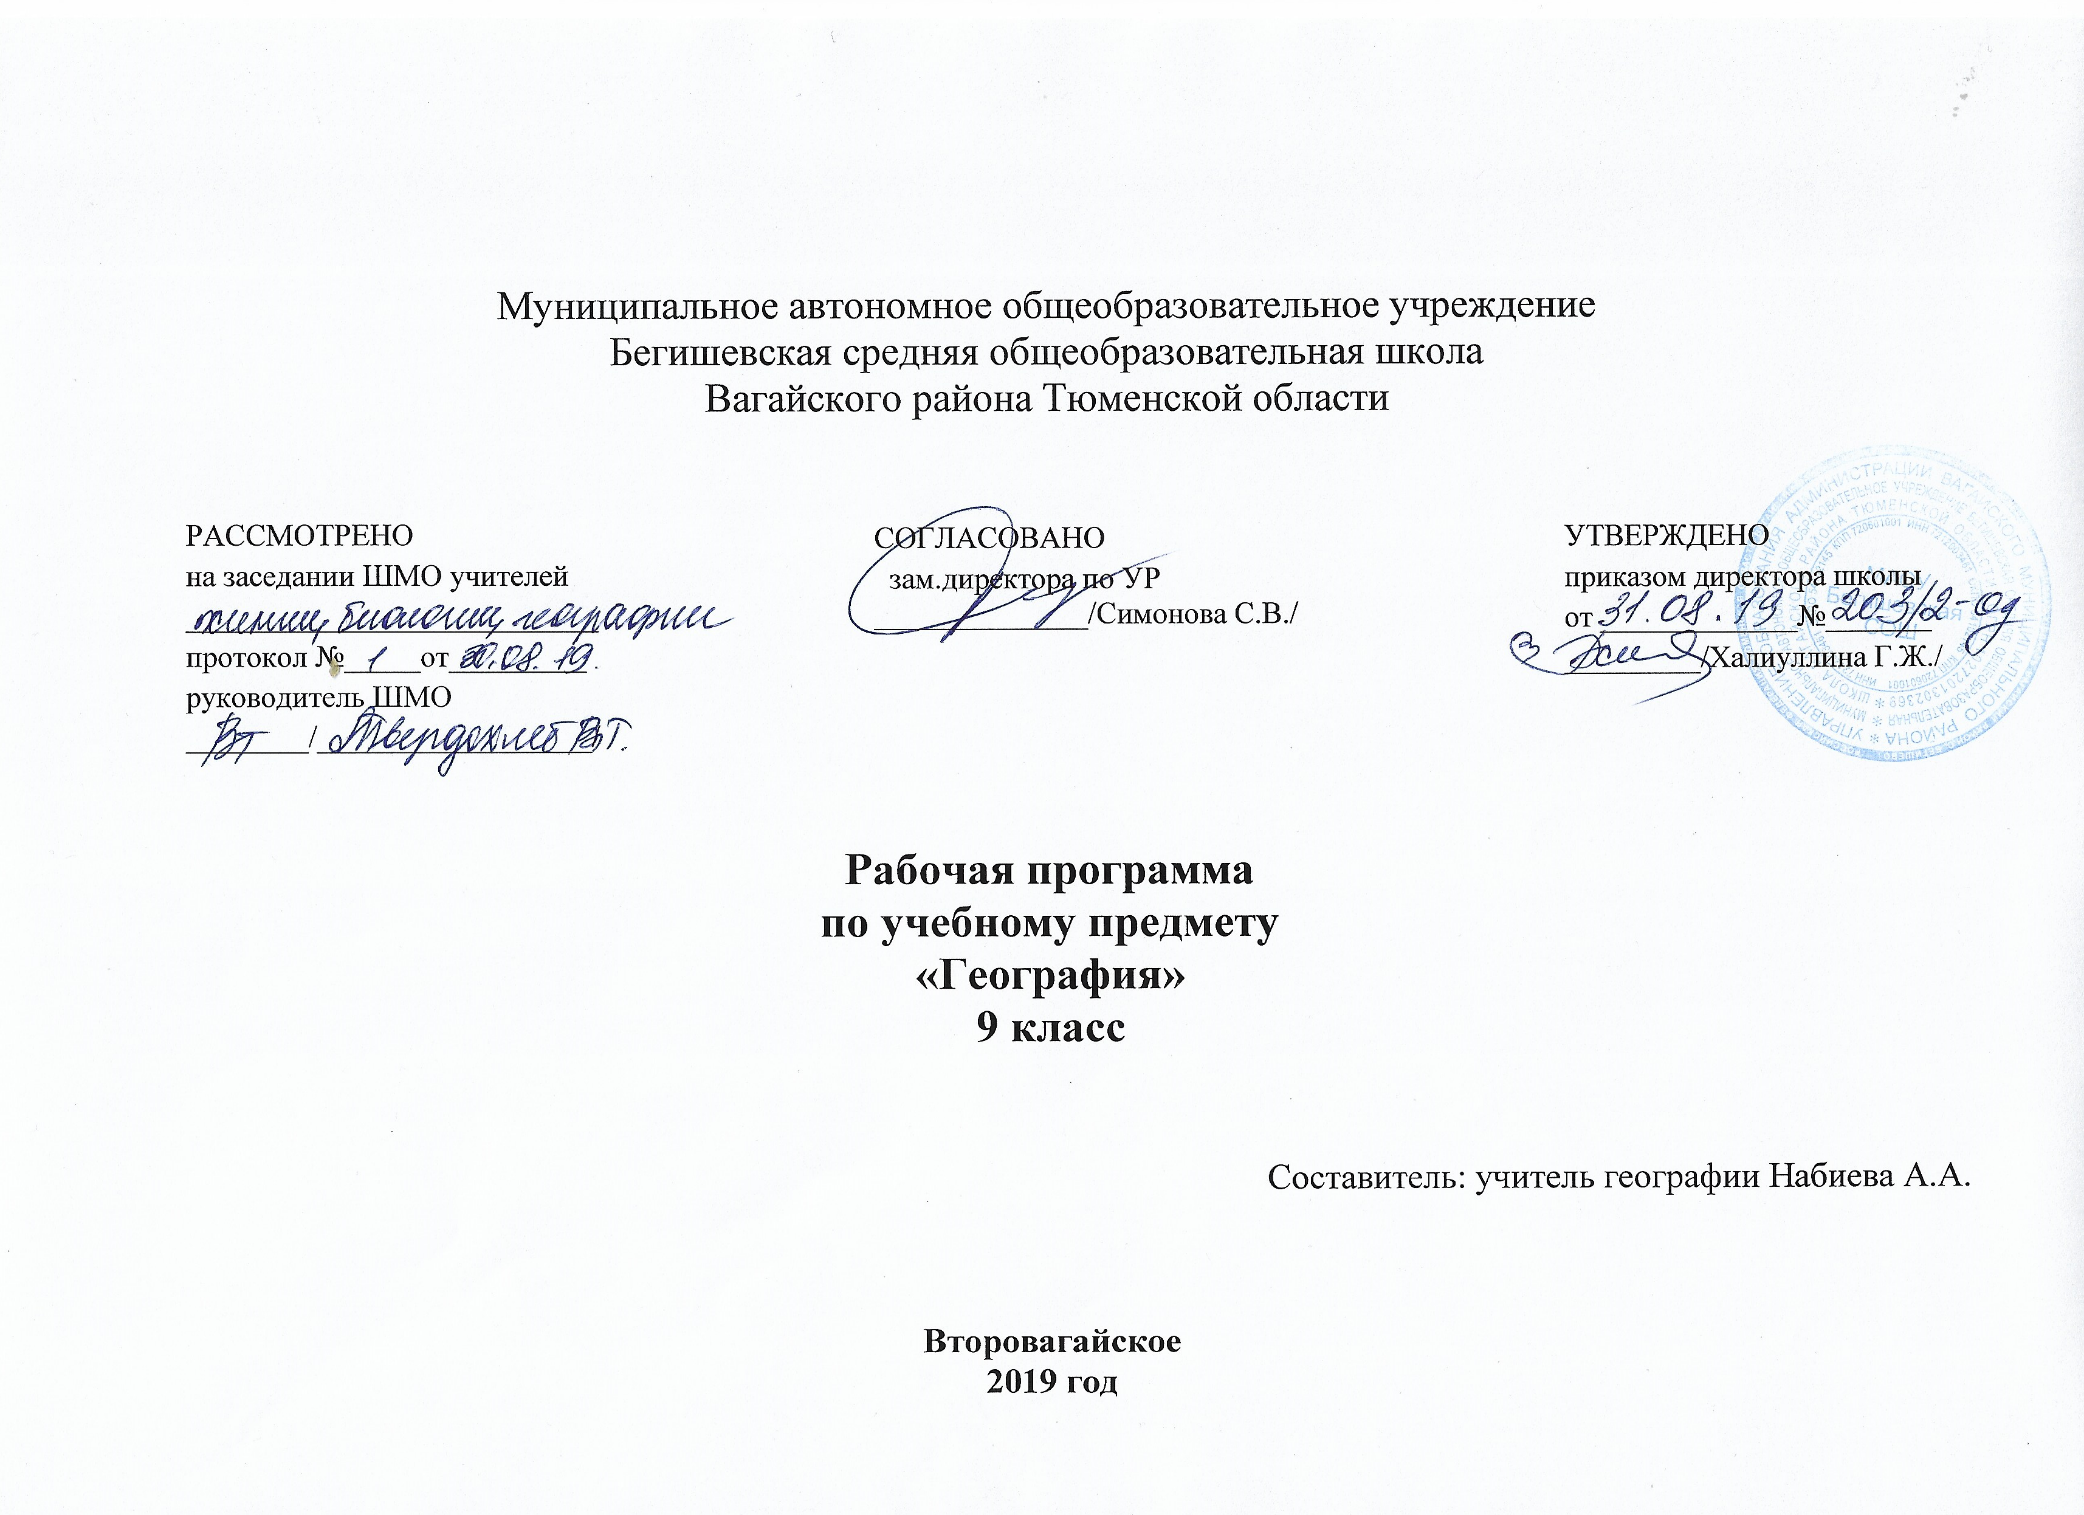 Муниципальное автономное общеобразовательное учреждение
Бегишевская средняя общеобразовательная школа
Вагайского района Тюменской области
РАССМОТРЕНО
на заседании ШМО учителей
химии, биологии, географии
протокол № 1 от 30.08.19.
руководитель ШМО
ВТ / Твердохлеб В.Т.
СОГЛАСОВАНО
зам.директора по УР
/Симонова С.В./
УТВЕРЖДЕНО
приказом директора школы
от 31.08.19 № 203/2-од
/Халиуллина Г.Ж./
Рабочая программа
по учебному предмету
«География»
9 класс
Составитель: учитель географии Набиева А.А.
Второвагайское
2019 год